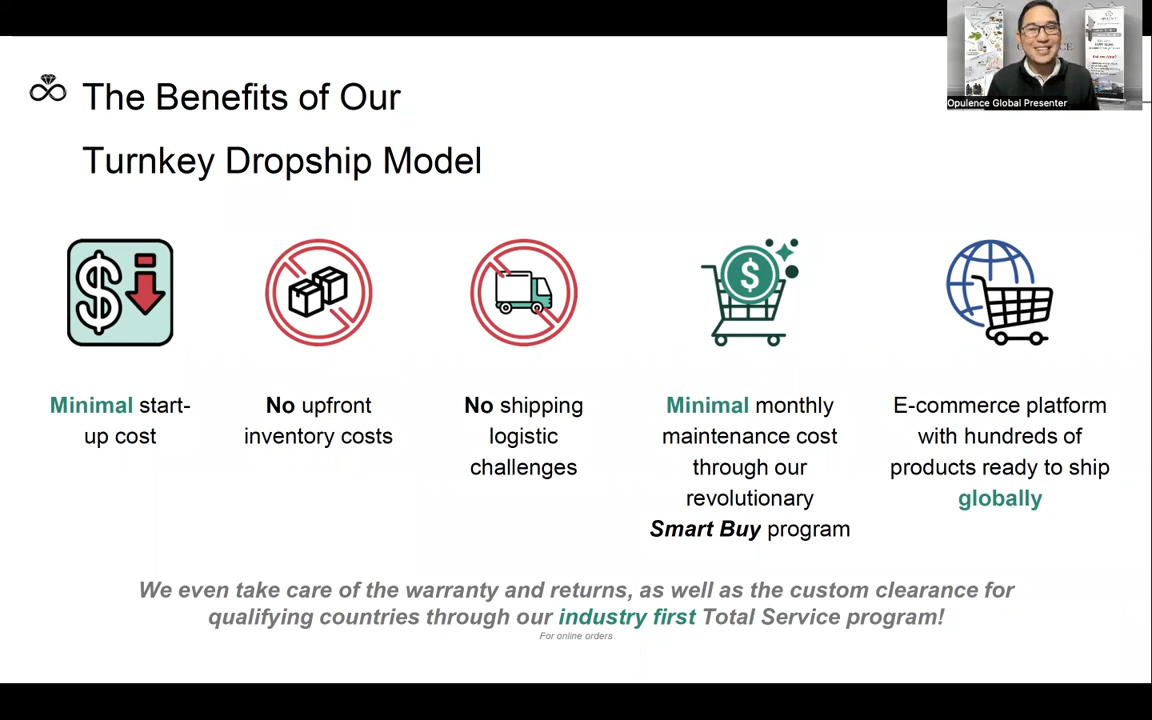 The Benefits of Our
Turnkey Dropship Model
Opulence Global Presenter
Minimal start-
up cost
No upfront
inventory costs
No shipping
logistic
challenges
Minimal monthly
maintenance cost
through our
revolutionary
Smart Buy program
E-commerce platform
with hundreds of
products ready to ship
globally
We even take care of the warranty and returns, as well as the custom clearance for
qualifying countries through our industry first Total Service program!
For online orders